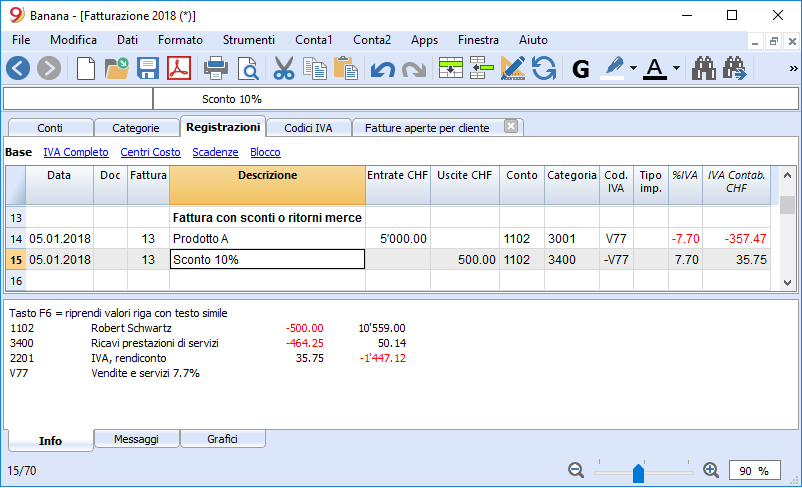 Banana - [Fatturazione 2018 (*)]
File Modifica Dati Formato Strumenti Conta1 Conta2 Apps Finestra Aiuto
G A »
Sconto 10%
Conti Categorie Registrazioni Codici IVA Fatture aperte per cliente
Base IVA Completo Centri Costo Scadenze Blocco
Data Doc Fattura Descrizione Entrate CHF Uscite CHF Conto Categoria Cod. IVA Tipo imp. %IVA IVA Contab. CHF
13 Fattura con sconti o ritorni merce
14 05.01.2018 13 Prodotto A 5'000.00 1102 3001 V77 -7.70 -357.47
15 05.01.2018 13 Sconto 10% 500.00 1102 3400 -V77 7.70 35.75
16
Tasto F6 = riprendi valori riga con testo simile
1102 Robert Schwartz -500.00 10'559.00
3400 Ricavi prestazioni di servizi -464.25 50.14
2201 IVA, rendiconto 35.75 -1'447.12
V77 Vendite e servizi 7.7%
Info Messaggi Grafici
15/70 90 %